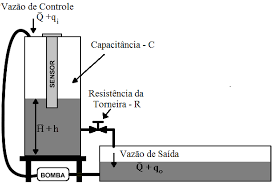 Vazão de Controle
Q̄ +qi
Capacitância - C
SENSOR
Resistência da
Torneira - R
H̄ + h
Vazão de Saída
Q̄ + qo
BOMBA